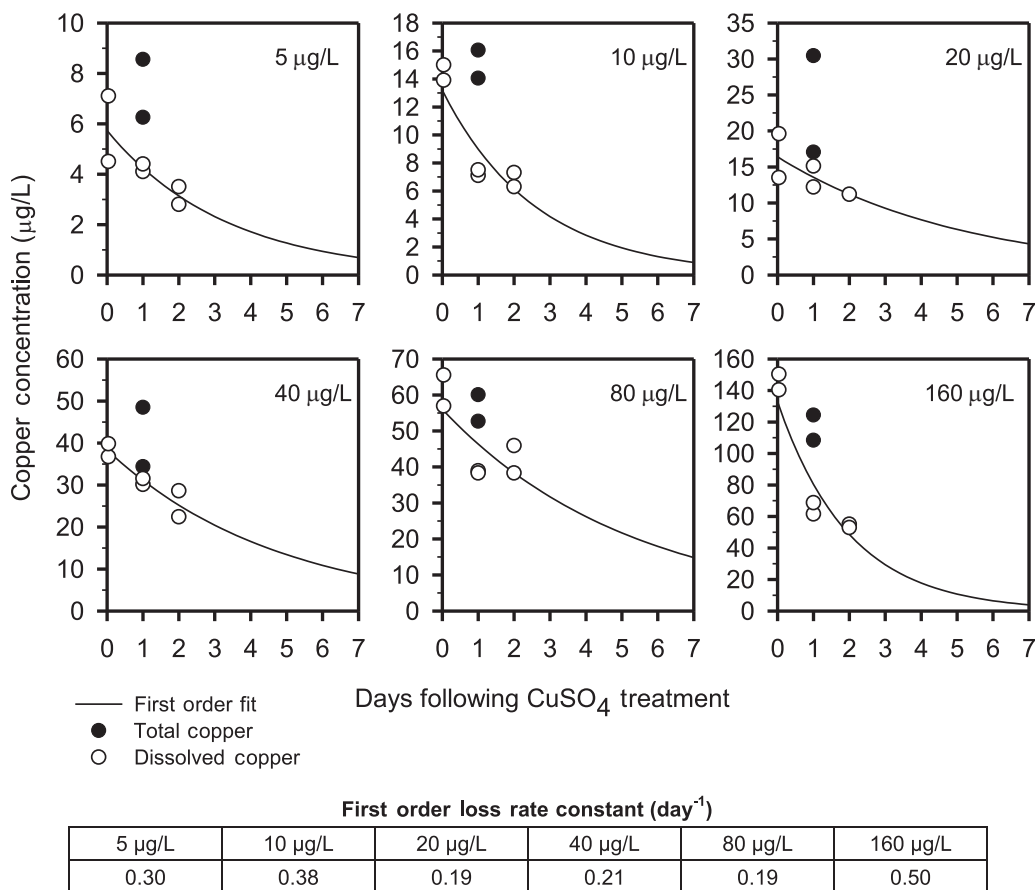 Copper concentration (µg/L)
10
8
6
4
2
0
5 µg/L
0 1 2 3 4 5 6 7
18
16
14
12
10
8
6
4
2
0
10 µg/L
0 1 2 3 4 5 6 7
35
30
25
20
15
10
5
0
20 µg/L
0 1 2 3 4 5 6 7
60
50
40
30
20
10
0
40 µg/L
0 1 2 3 4 5 6 7
70
60
50
40
30
20
10
0
80 µg/L
0 1 2 3 4 5 6 7
160
140
120
100
80
60
40
20
0
160 µg/L
0 1 2 3 4 5 6 7
Days following CuSO4 treatment
First order fit
Total copper
Dissolved copper
First order loss rate constant (day-1)
5 µg/L 10 µg/L 20 µg/L 40 µg/L 80 µg/L 160 µg/L
0.30 0.38 0.19 0.21 0.19 0.50